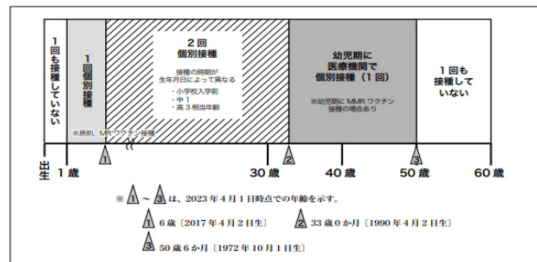 1回も接種していない
1回個別接種
※原則、MRワクチン接種
2回
個別接種
接種の時期が
生年月日によって異なる
・小学校入学前
・中1
・高3相当年齢
幼児期に
医療機関で
個別接種(1回)
※幼児期にMMRワクチン
接種の場合あり
1回も
接種して
いない
出生 1歳 30歳 40歳 50歳 60歳
1 2 3
※ 1 ~ 3 は、2023年4月1日時点での年齢を示す。
1 6歳〔2017年4月2日生〕 2 33歳0か月〔1990年4月2日生〕
3 50歳6か月〔1972年10月1日生〕